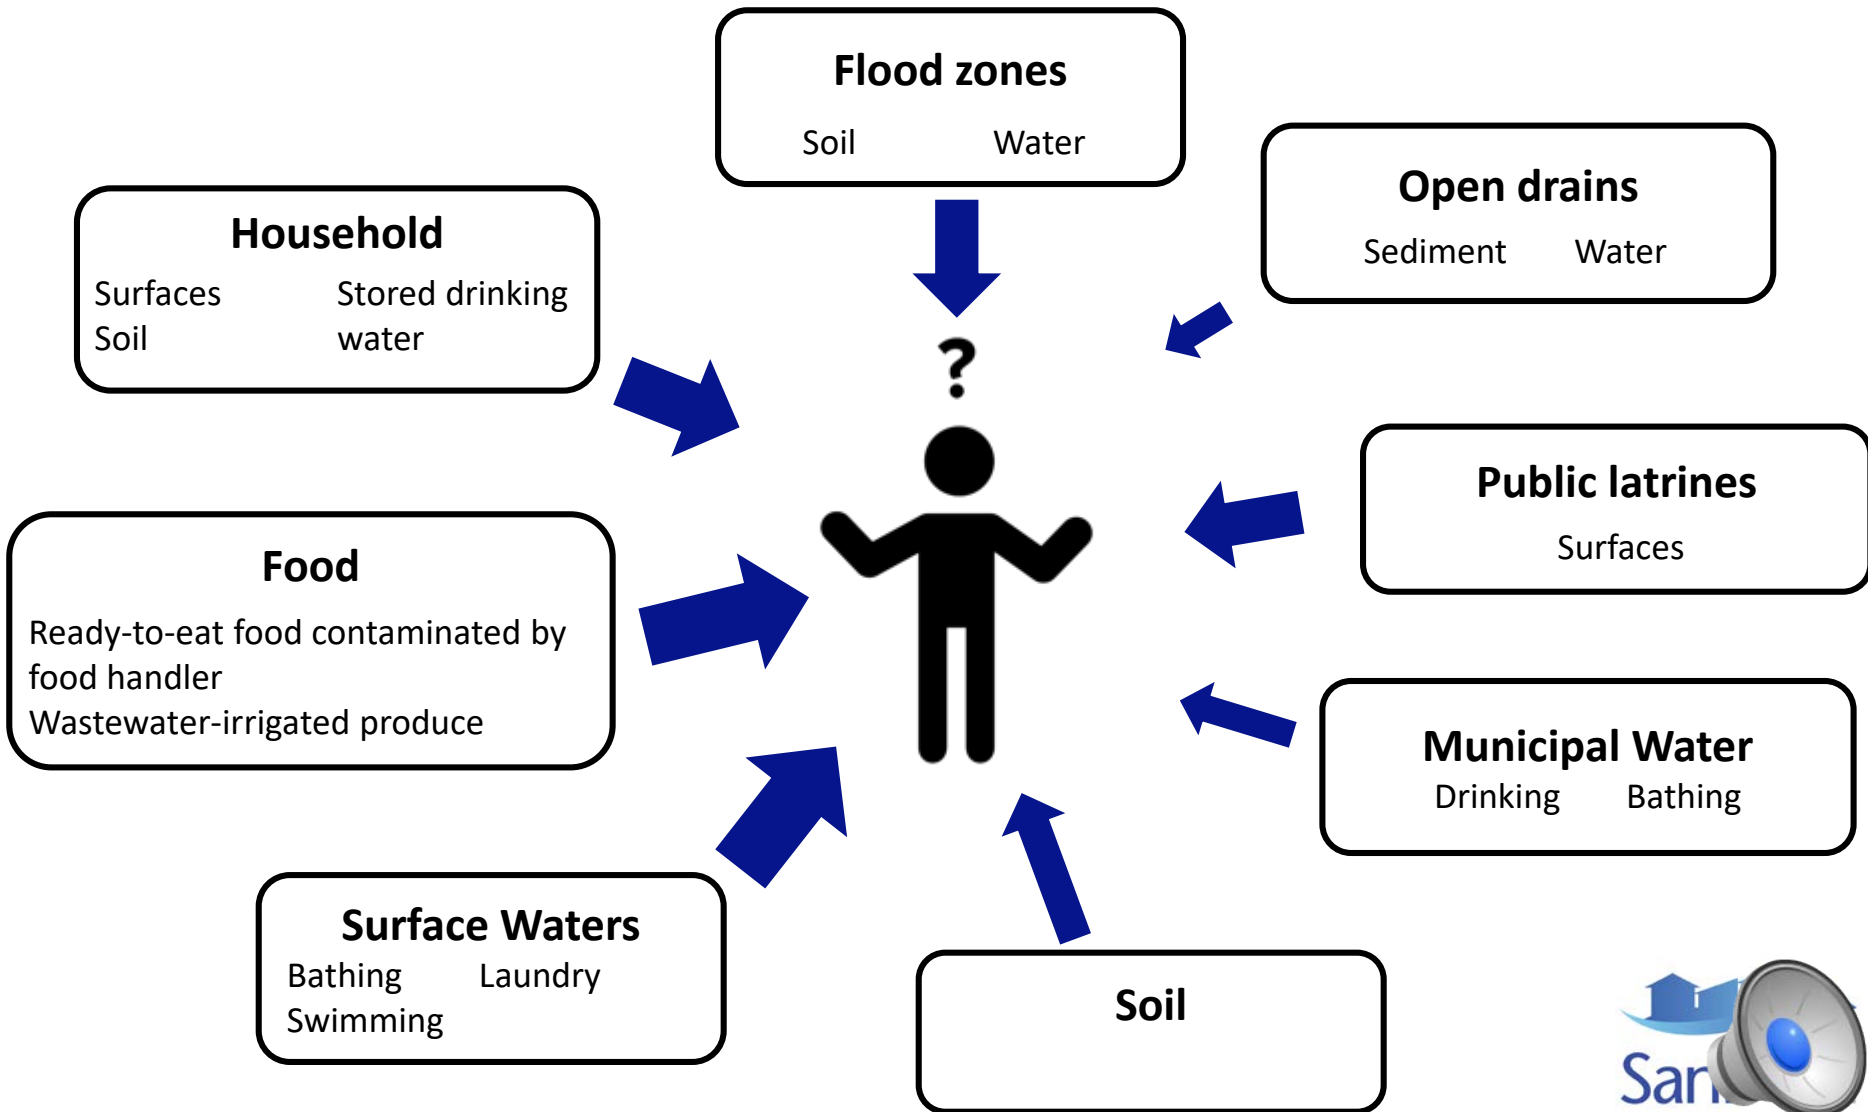 Flood zones
Soil Water
Open drains
Sediment Water
Household
Surfaces Stored drinking
Soil water
?
Public latrines
Surfaces
Food
Ready-to-eat food contaminated by
food handler
Wastewater-irrigated produce
Municipal Water
Drinking Bathing
Surface Waters
Bathing Laundry
Swimming
Soil